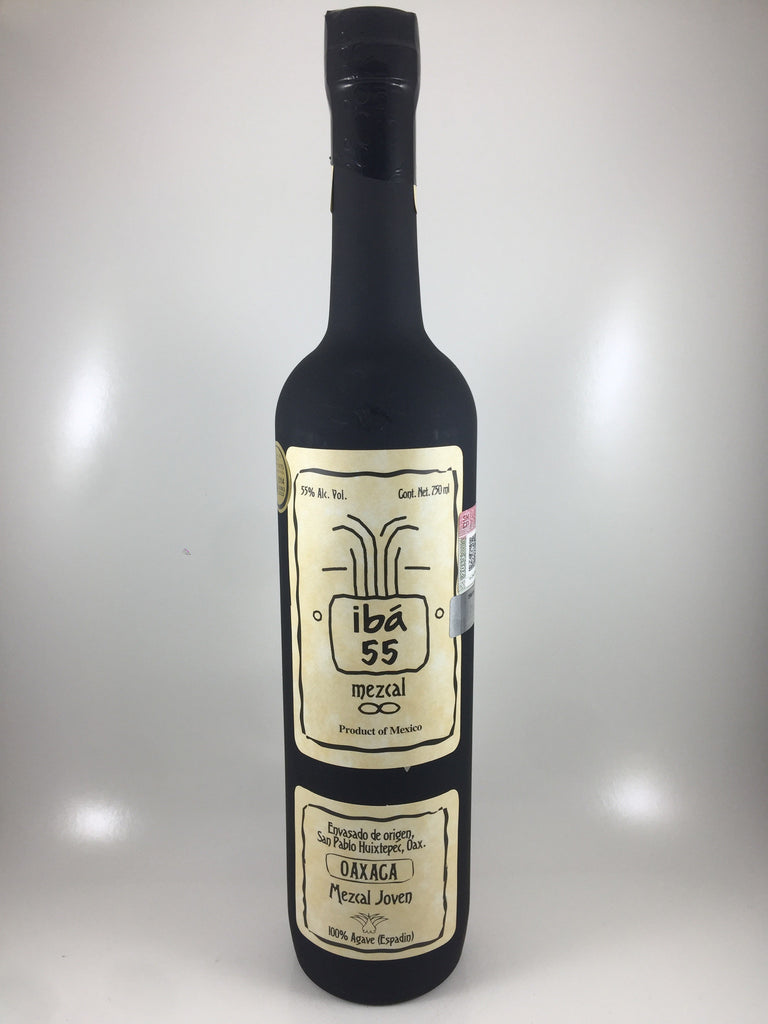 55% Alc. Vol.
Cont. Net. 750 ml
ibá
55
mezcal
Product of Mexico
Envasado de origen,
San Pablo Huixtepec, Oax.
OAXACA
Mezcal Joven
100% Agave (Espadin)